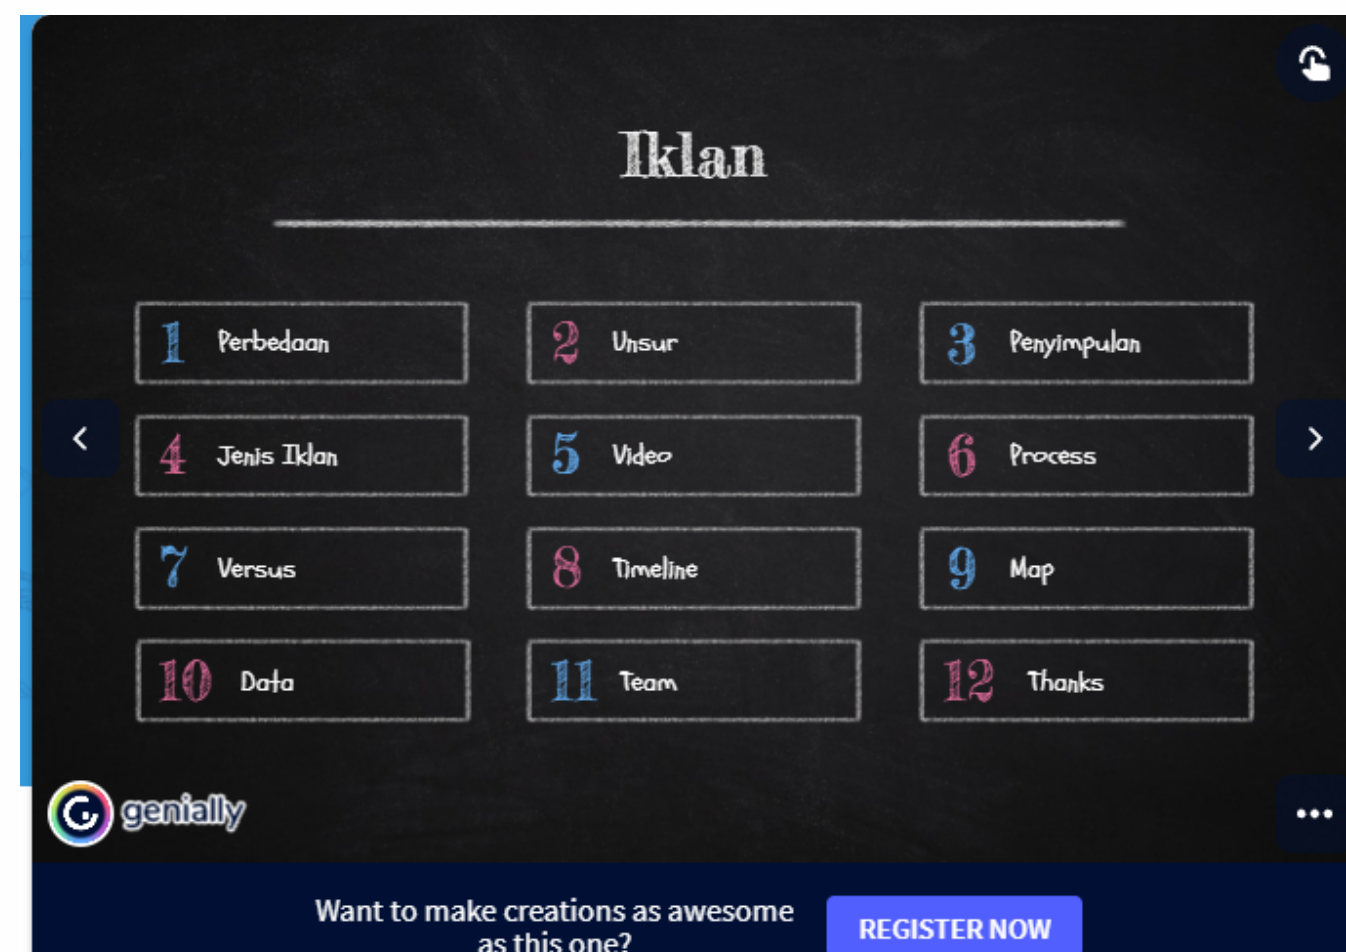 Iklan
1 Perbedaan
2 Unsur
3 Penyimpulan
4 Jenis Iklan
5 Video
6 Process
7 Versus
8 Timeline
9 Map
10 Data
11 Team
12 Thanks
genially
Want to make creations as awesome
as this one?
REGISTER NOW